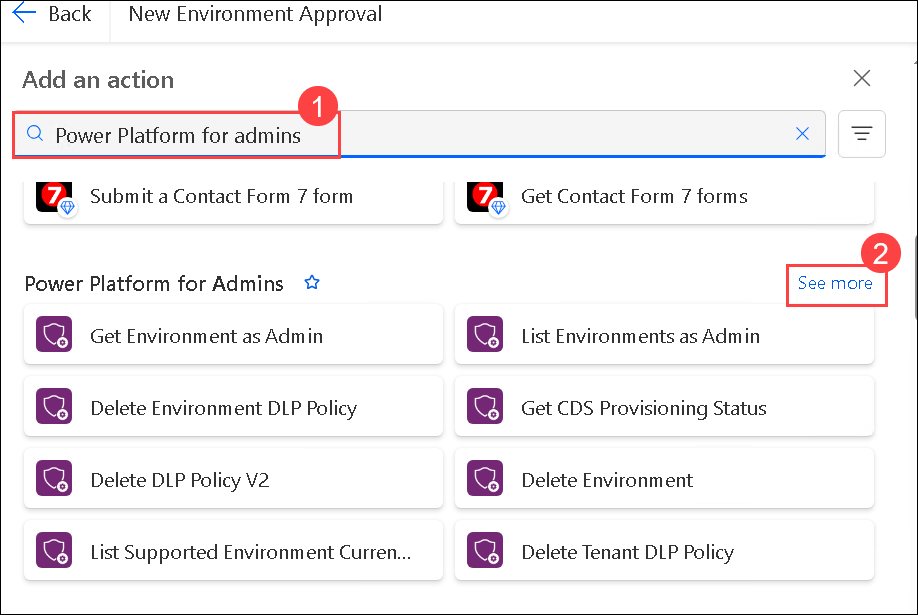 Back New Environment Approval
Add an action
1
Power Platform for admins
7 Submit a Contact Form 7 form
7 Get Contact Form 7 forms
2
Power Platform for Admins See more
Get Environment as Admin
List Environments as Admin
Delete Environment DLP Policy
Get CDS Provisioning Status
Delete DLP Policy V2
Delete Environment
List Supported Environment Curren...
Delete Tenant DLP Policy